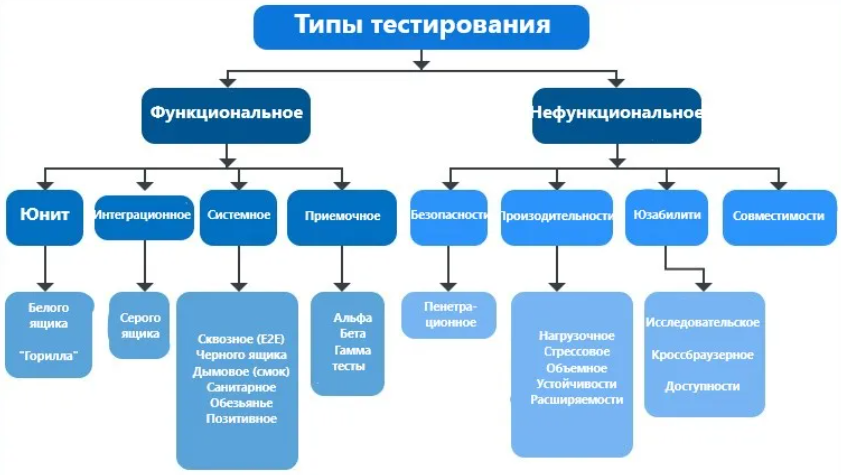 Типы тестирования
Функциональное
Нефункциональное
Юнит
Интеграционное
Системное
Приемочное
Безопасности
Произодительности
Юзабилити
Совместимости
Белого
ящика
"Горилла"
Серого
ящика
Сквозное (E2E)
Черного ящика
Дымовое (смок)
Санитарное
Обезьянье
Позитивное
Альфа
Бета
Гамма
тесты
Пенетра-
ционное
Нагрузочное
Стрессовое
Объемное
Устойчивости
Расширяемости
Исследовательское
Кроссбраузерное
Доступности